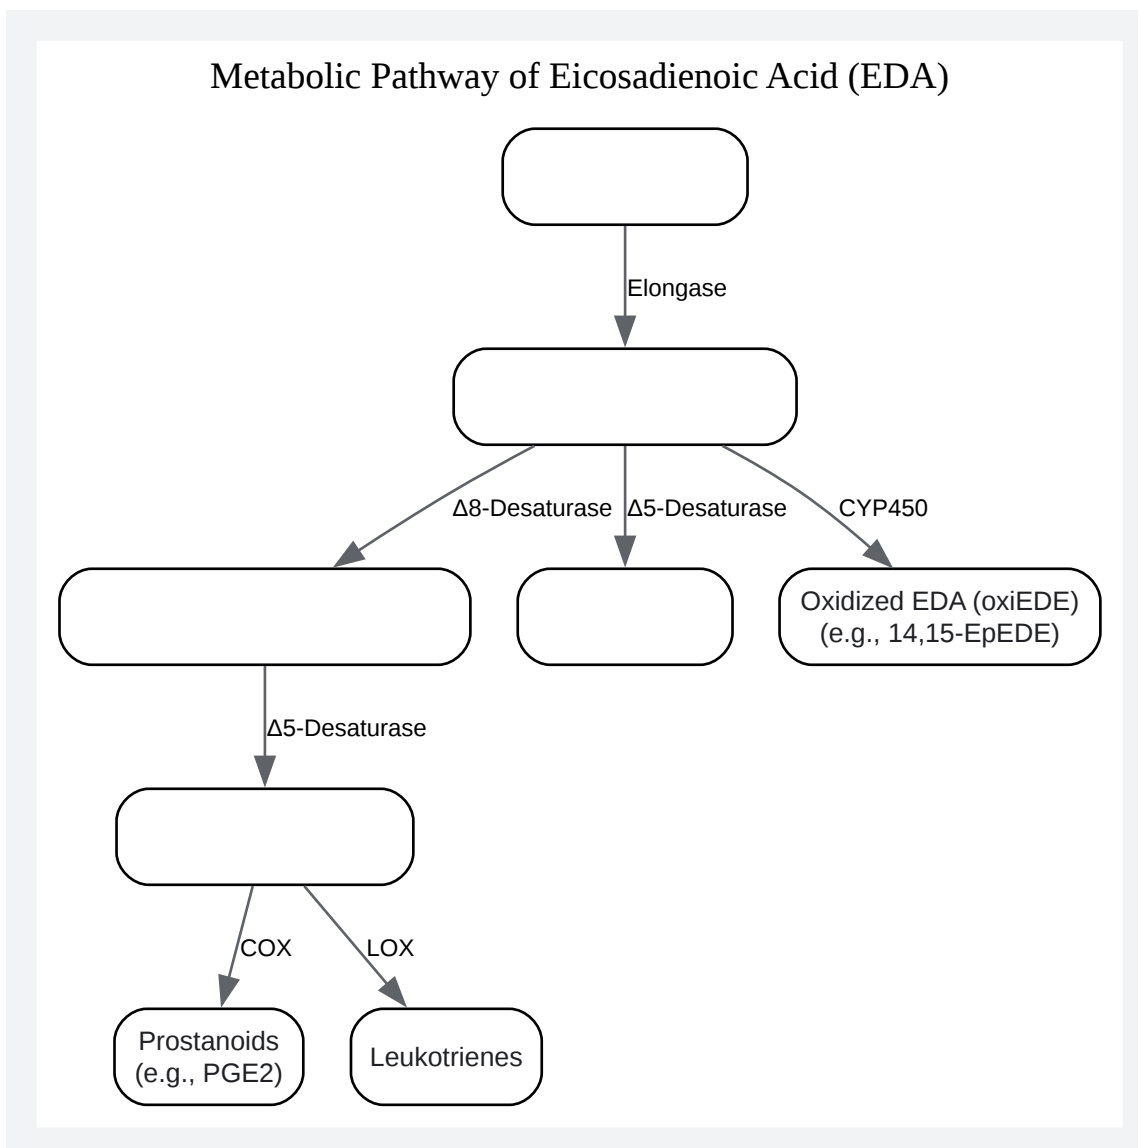 Metabolic Pathway of Eicosadienoic Acid (EDA)
Elongase
Δ8-Desaturase
Δ5-Desaturase
CYP450
Oxidized EDA (oxiEDE)
(e.g., 14,15-EpEDE)
Δ5-Desaturase
COX
LOX
Prostanoids
(e.g., PGE2)
Leukotrienes